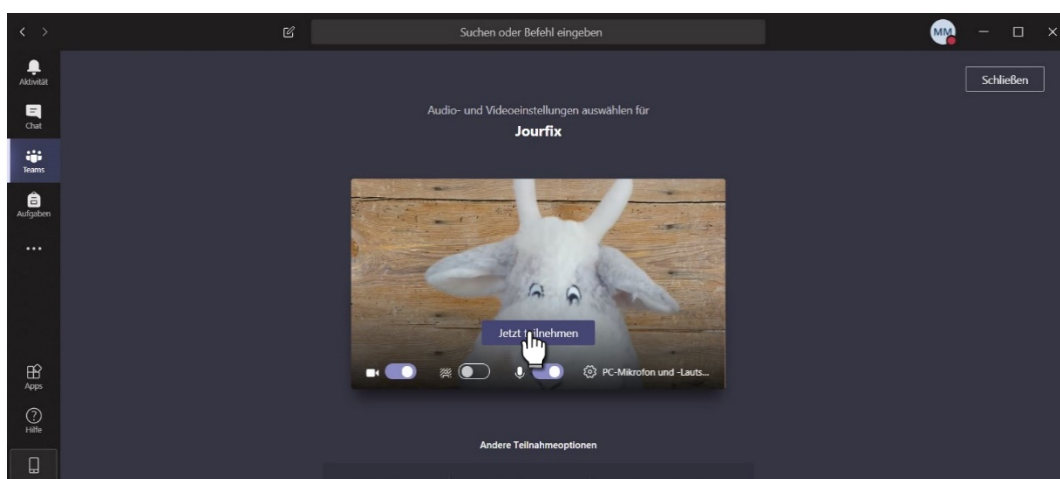 Suchen oder Befehl eingeben
MM
Aktivität
Schließen
Chat
Audio- und Videoeinstellungen auswählen für
Jourfix
Teams
Aufgaben
Jetzt teilnehmen
PC-Mikrofon und -Lauts...
Apps
Hilfe
Andere Teilnahmeoptionen